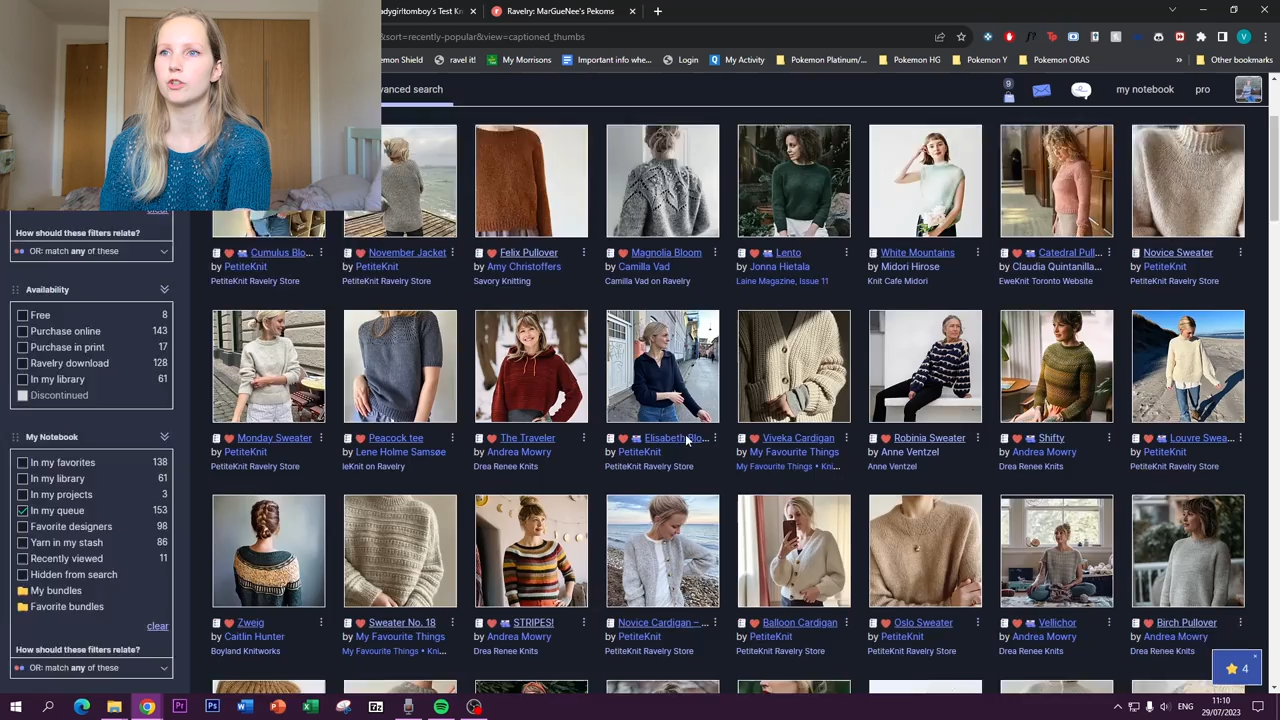 adygirltomboy's Test Kn
Ravelry: MarGueNee's Pekoms
&sort=recently-popular&view=captioned_thumbs
kemon Shield
ravel it!
My Morrisons
Important info whe...
Login
My Activity
Pokemon Platinum/...
Pokemon HG
Pokemon Y
Pokemon ORAS
»
Other bookmarks
vanced search
9
my notebook
pro
clear
How should these filters relate?
OR: match any of these
Availability
Free 8
Purchase online 143
Purchase in print 17
Ravelry download 128
In my library 61
Discontinued
My Notebook
In my favorites 138
In my library 61
In my projects 3
In my queue 153
Favorite designers 98
Yarn in my stash 86
Recently viewed 11
Hidden from search
My bundles
Favorite bundles
clear
How should these filters relate?
OR: match any of these
Cumulus Blo...
by PetiteKnit
PetiteKnit Ravelry Store
November Jacket
by PetiteKnit
PetiteKnit Ravelry Store
Felix Pullover
by Amy Christoffers
Savory Knitting
Magnolia Bloom
by Camilla Vad
Camilla Vad on Ravelry
Lento
by Jonna Hietala
Laine Magazine, Issue 11
White Mountains
by Midori Hirose
Knit Cafe Midori
Catedral Pull...
by Claudia Quintanilla...
EweKnit Toronto Website
Novice Sweater
by PetiteKnit
PetiteKnit Ravelry Store
Monday Sweater
by PetiteKnit
PetiteKnit Ravelry Store
Peacock tee
by Lene Holme Samsøe
leKnit on Ravelry
The Traveler
by Andrea Mowry
Drea Renee Knits
Elisabeth Blo...
by PetiteKnit
PetiteKnit Ravelry Store
Viveka Cardigan
by My Favourite Things
My Favourite Things • Kni...
Robinia Sweater
by Anne Ventzel
Anne Ventzel
Shifty
by Andrea Mowry
Drea Renee Knits
Louvre Swea...
by PetiteKnit
PetiteKnit Ravelry Store
Zweig
by Caitlin Hunter
Boyland Knitworks
Sweater No. 18
by My Favourite Things
My Favourite Things • Kni...
STRIPES!
by Andrea Mowry
Drea Renee Knits
Novice Cardigan – ...
by PetiteKnit
PetiteKnit Ravelry Store
Balloon Cardigan
by PetiteKnit
PetiteKnit Ravelry Store
Oslo Sweater
by PetiteKnit
PetiteKnit Ravelry Store
Vellichor
by Andrea Mowry
Drea Renee Knits
Birch Pullover
by Andrea Mowry
Drea Renee Knits
4
11:10
29/07/2023